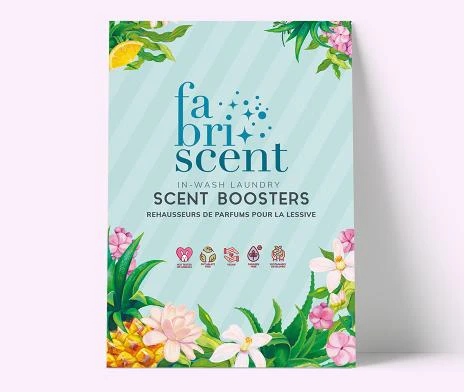 fa
bri
scent
IN-WASH LAUNDRY
SCENT BOOSTERS
REHAUSSEURS DE PARFUMS POUR LA LESSIVE